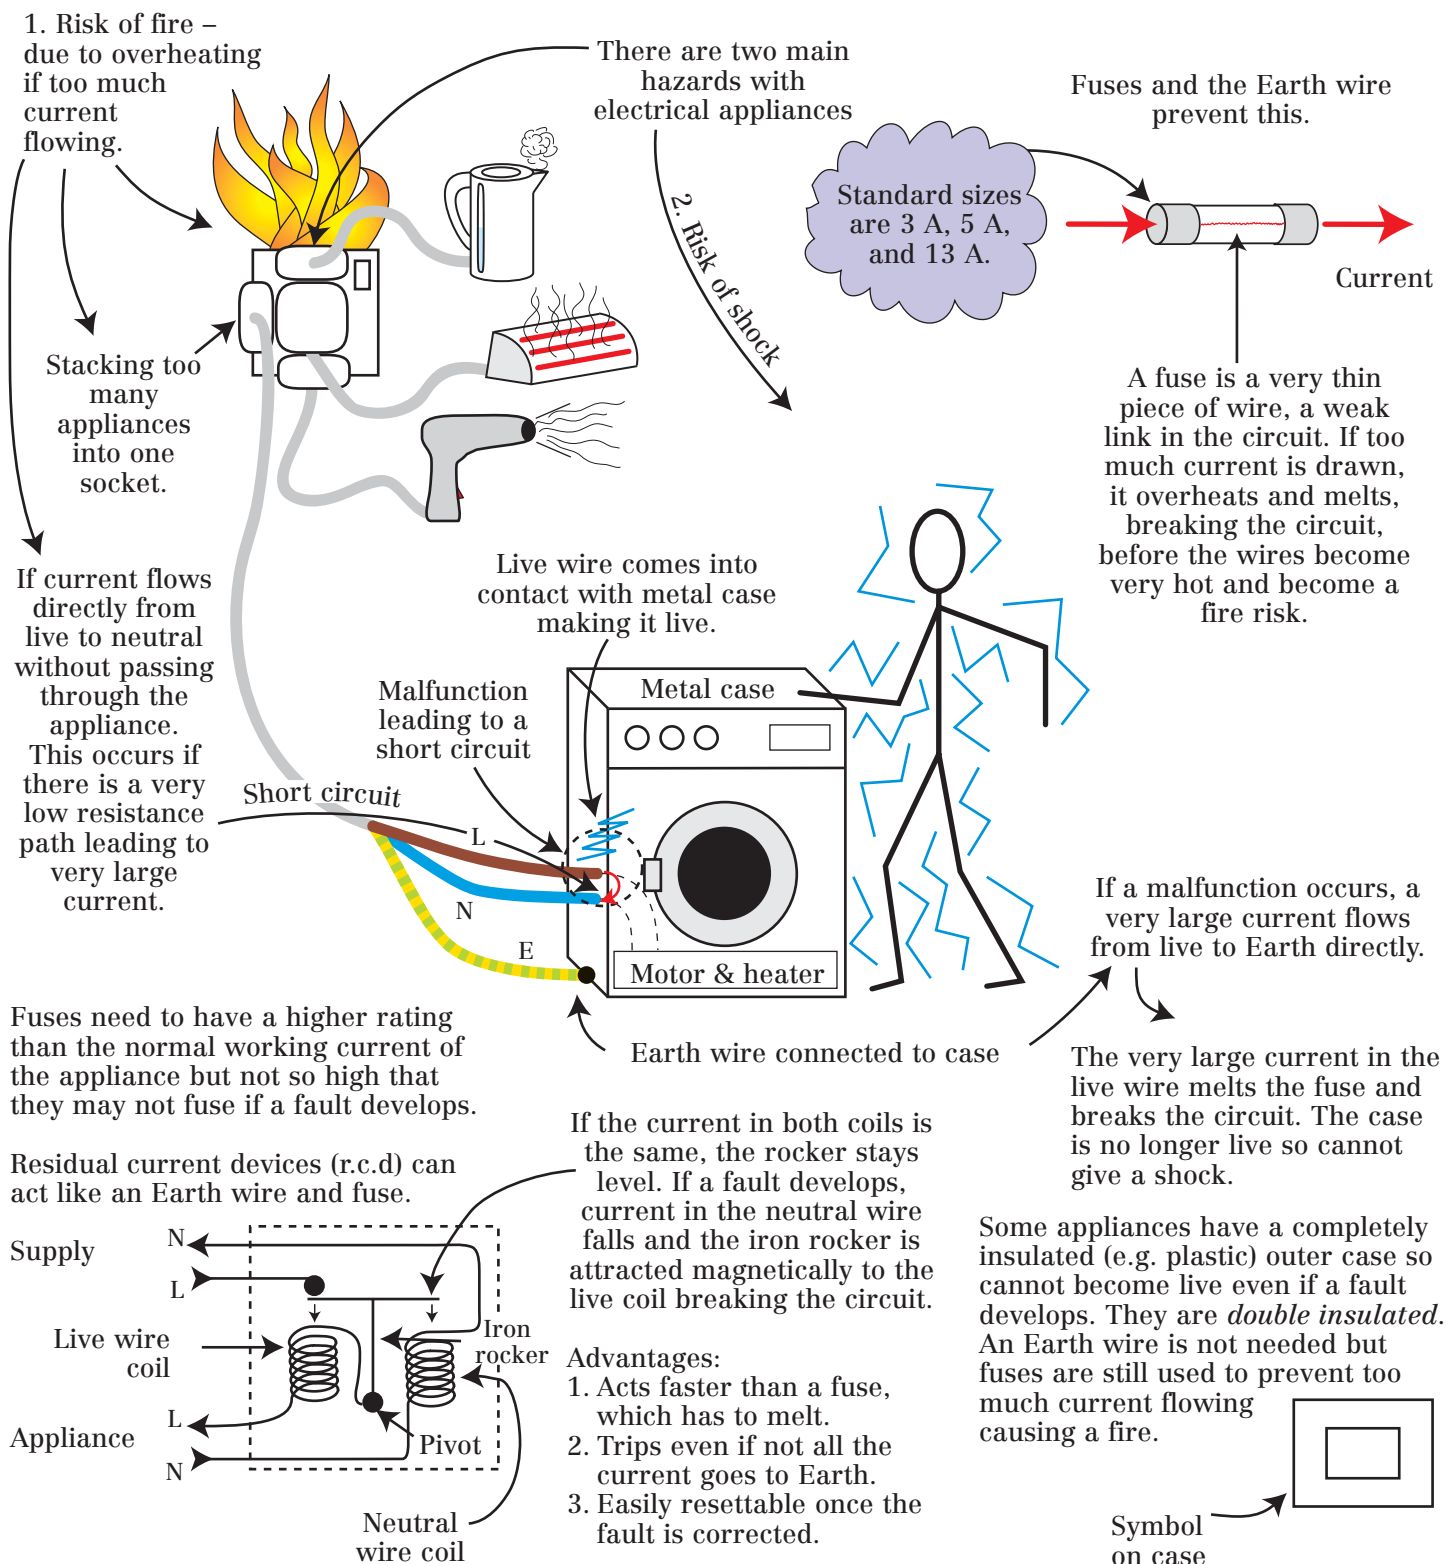 1. Risk of fire –
due to overheating
if too much
current
flowing.
There are two main
hazards with
electrical appliances
Fuses and the Earth wire
prevent this.
Standard sizes
are 3 A, 5 A,
and 13 A.
2. Risk of shock
Current
Stacking too
many
appliances
into one
socket.
A fuse is a very thin
piece of wire, a weak
link in the circuit. If too
much current is drawn,
it overheats and melts,
breaking the circuit,
before the wires become
very hot and become a
fire risk.
If current flows
directly from
live to neutral
without passing
through the
appliance.
This occurs if
there is a very
low resistance
path leading to
very large
current.
Live wire comes into
contact with metal case
making it live.
Malfunction
leading to a
short circuit
Metal case
Short circuit
L
N
E
Motor & heater
If a malfunction occurs, a
very large current flows
from live to Earth directly.
Earth wire connected to case
The very large current in the
live wire melts the fuse and
breaks the circuit. The case
is no longer live so cannot
give a shock.
Fuses need to have a higher rating
than the normal working current of
the appliance but not so high that
they may not fuse if a fault develops.
Residual current devices (r.c.d) can
act like an Earth wire and fuse.
If the current in both coils is
the same, the rocker stays
level. If a fault develops,
current in the neutral wire
falls and the iron rocker is
attracted magnetically to the
live coil breaking the circuit.
Supply
N
L
Live wire
coil
Iron
rocker
Appliance
L
N
Pivot
Neutral
wire coil
Advantages:
1. Acts faster than a fuse,
which has to melt.
2. Trips even if not all the
current goes to Earth.
3. Easily resettable once the
fault is corrected.
Some appliances have a completely
insulated (e.g. plastic) outer case so
cannot become live even if a fault
develops. They are double insulated.
An Earth wire is not needed but
fuses are still used to prevent too
much current flowing
causing a fire.
Symbol
on case